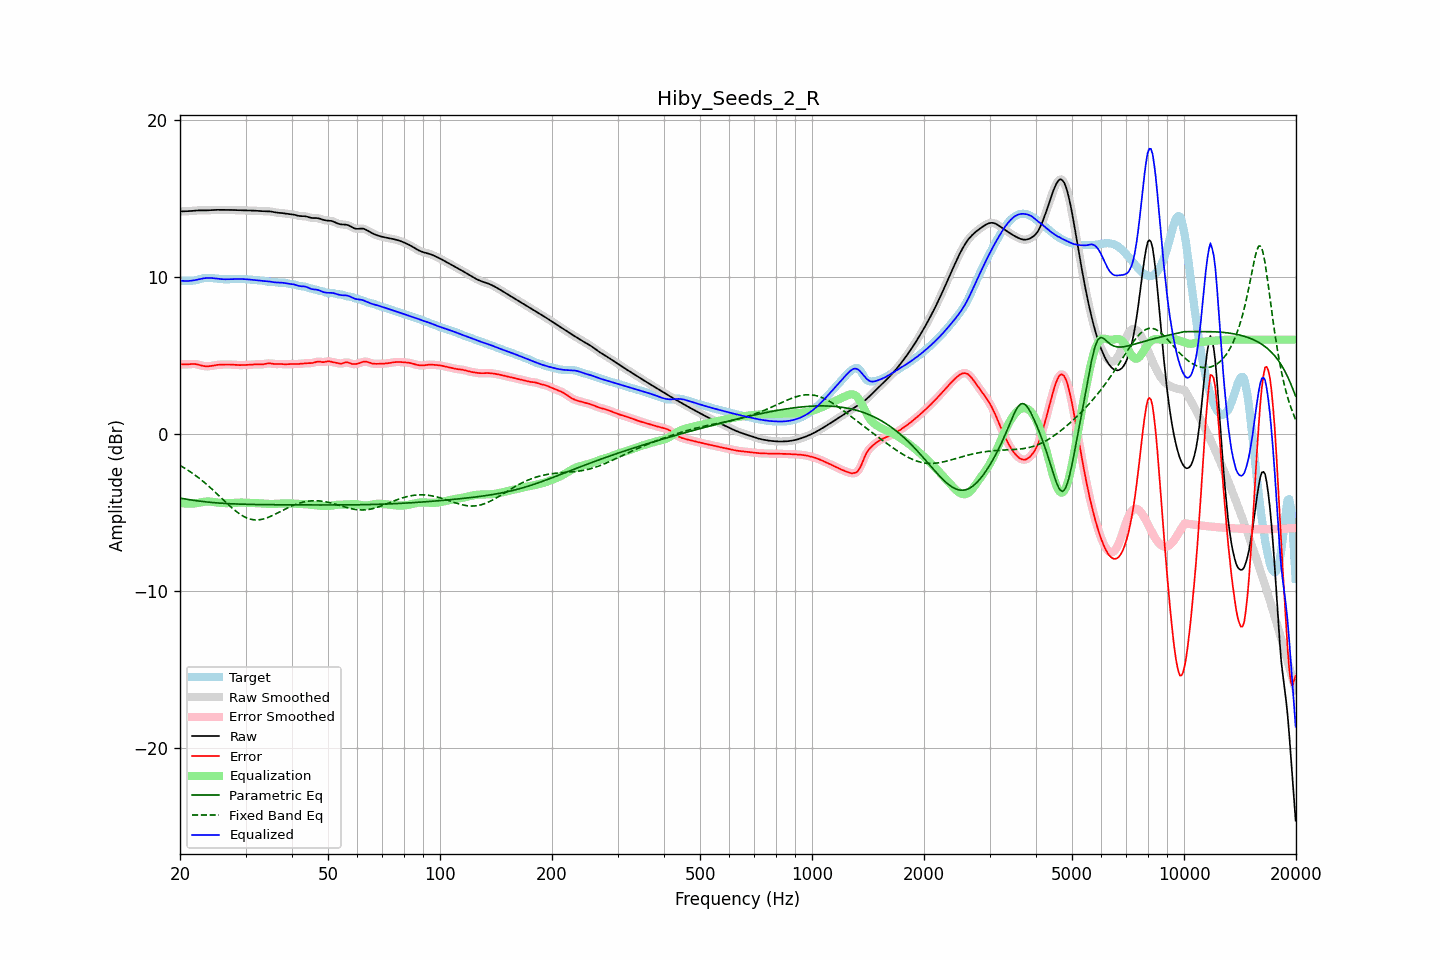 Hiby_Seeds_2_R
20
10
0
−10
−20
Amplitude (dBr)
Target
Raw Smoothed
Error Smoothed
Raw
Error
Equalization
Parametric Eq
Fixed Band Eq
Equalized
20 50 100 200 500 1000 2000 5000 10000 20000
Frequency (Hz)